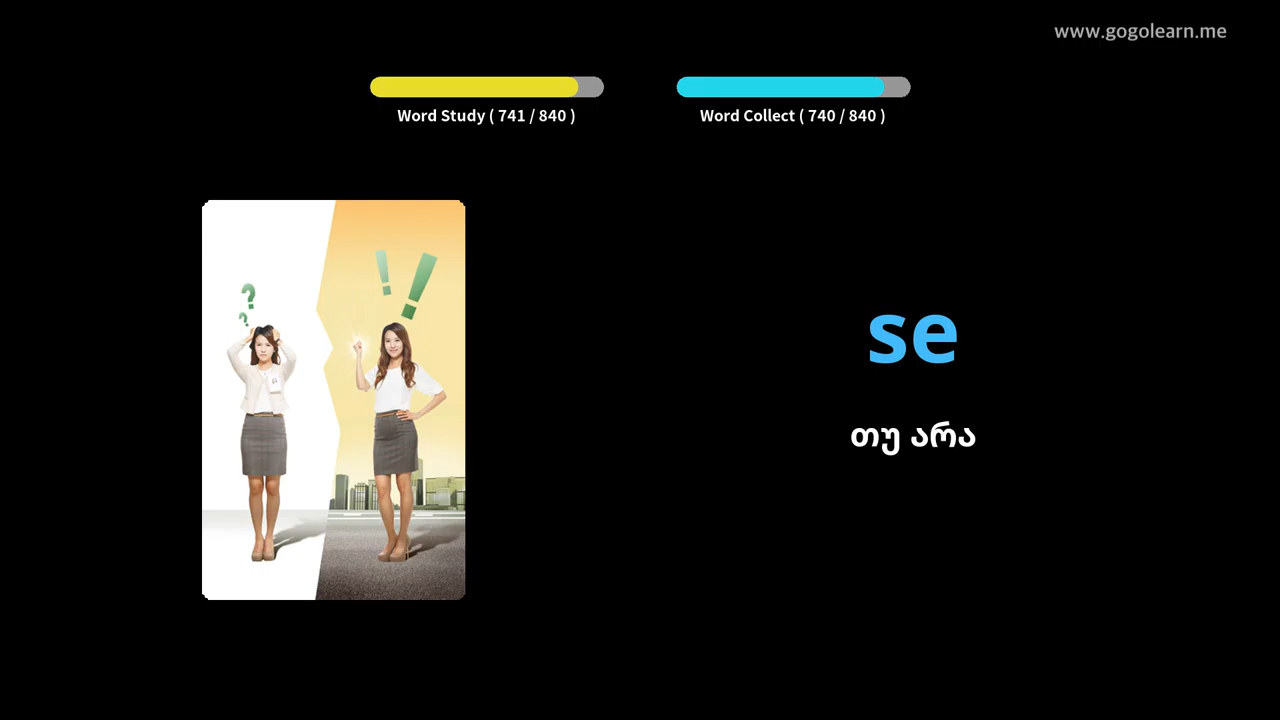 www.gogolearn.me
Word Study ( 741 / 840 )
Word Collect ( 740 / 840 )
? ?
! !
se
თუ არა